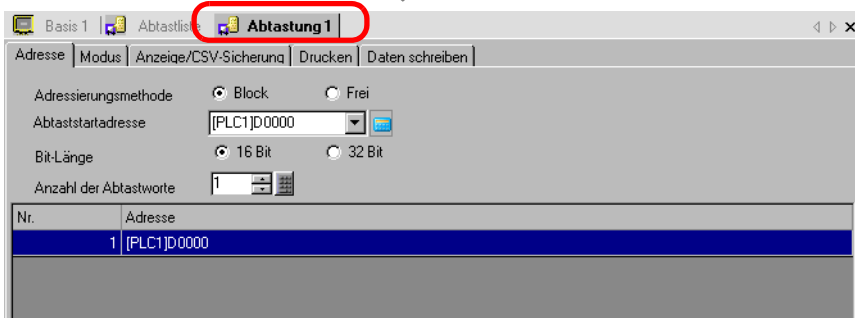 Basis 1 Abtastliste Abtastung 1
Adresse Modus Anzeige/CSV-Sicherung Drucken Daten schreiben
Adressierungsmethode Block Frei
Abtaststartadresse [PLC1]D0000
Bit-Länge 16 Bit 32 Bit
Anzahl der Abtastworte 1
Nr. Adresse
1 [PLC1]D0000